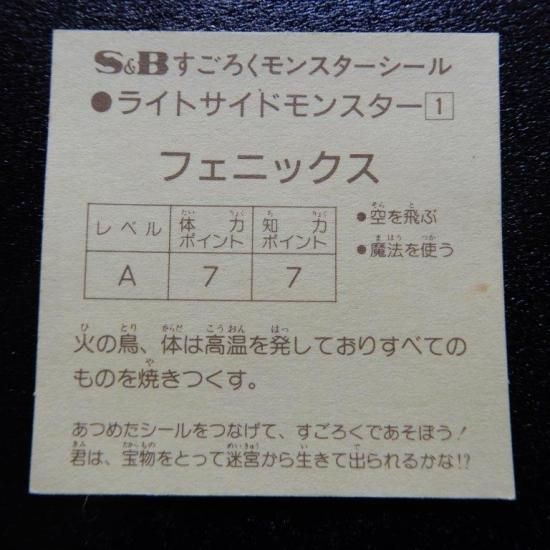 S&Bすごろくモンスターシール
●ライトサイドモンスター1
フェニックス
レベル 体力ポイント 知力ポイント
A 7 7
●空を飛ぶ
●魔法を使う
火の鳥、体は高温を発しておりすべての
ものを焼きつくす。
あつめたシールをつなげて、すごろくであそぼう!
君は、宝物をとって迷宮から生きて出られるかな!?